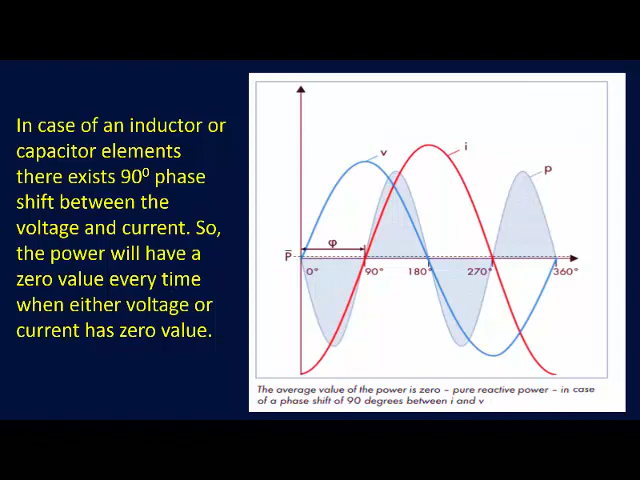 In case of an inductor or
capacitor elements
there exists 90⁰ phase
shift between the
voltage and current. So,
the power will have a
zero value every time
when either voltage or
current has zero value.
v
i
p
φ
P̅
0° 90° 180° 270° 360°
The average value of the power is zero – pure reactive power – in case
of a phase shift of 90 degrees between i and v